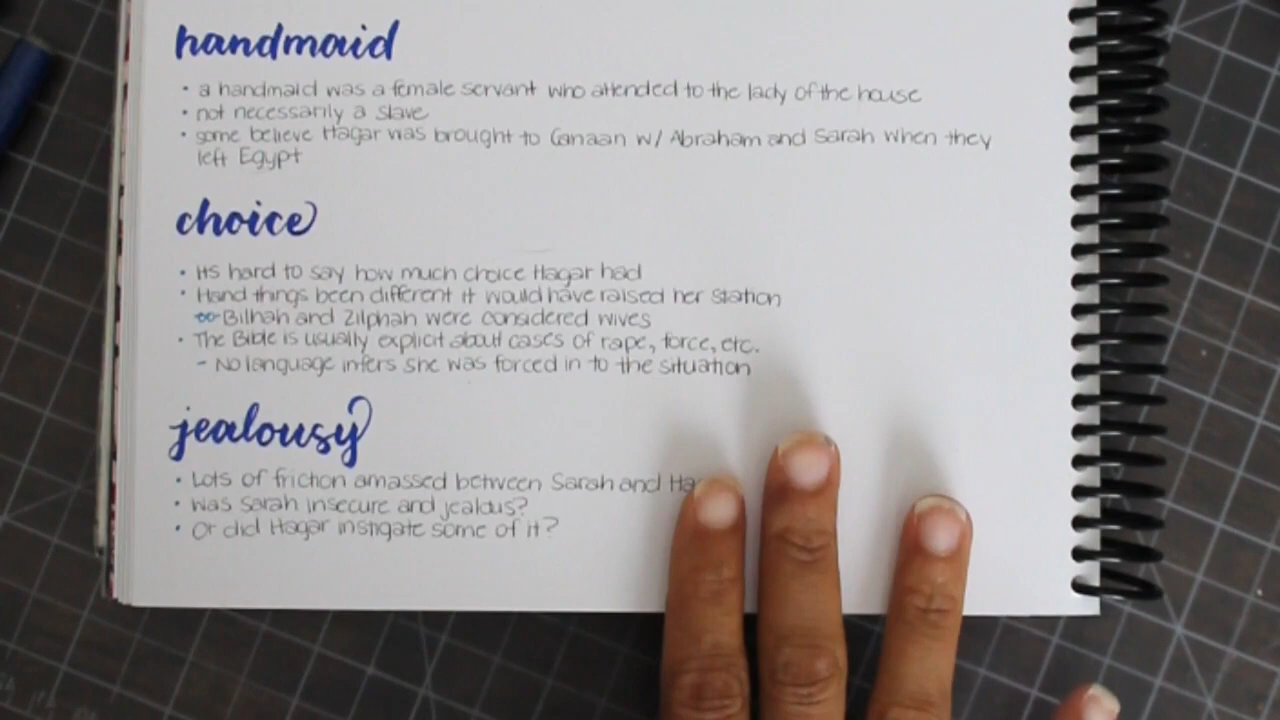 handmaid
• a handmaid was a female servant who attended to the lady of the house
• not necessarily a slave
• some believe Hagar was brought to Canaan w/ Abraham and Sarah when they
left Egypt
choice
• Its hard to say how much choice Hagar had
• Hand things been different it would have raised her station
Bilhah and Zilphah were considered wives
• The Bible is usually explicit about cases of rape, force, etc.
- No language infers she was forced in to the situation
jealousy
• Lots of friction amassed between Sarah and Ha
• Was Sarah insecure and jealous?
• Or did Hagar instigate some of it?